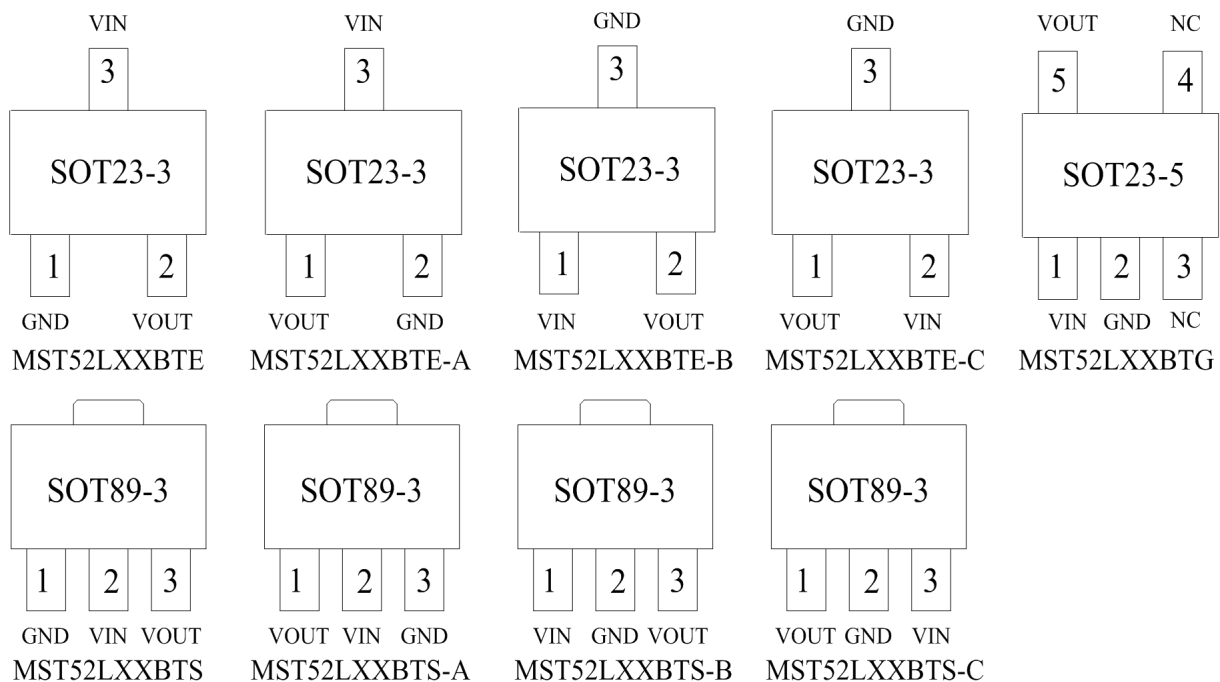 VIN VIN GND GND VOUT NC
3 3 3 3 5 4
SOT23-3 SOT23-3 SOT23-3 SOT23-3 SOT23-5
1 2 1 2 1 2 1 2 1 2 3
GND VOUT VOUT GND VIN VOUT VOUT VIN VIN GND NC
MST52LXXBTE MST52LXXBTE-A MST52LXXBTE-B MST52LXXBTE-C MST52LXXBTG
SOT89-3 SOT89-3 SOT89-3 SOT89-3
1 2 3 1 2 3 1 2 3 1 2 3
GND VIN VOUT VOUT VIN GND VIN GND VOUT VOUT GND VIN
MST52LXXBTS MST52LXXBTS-A MST52LXXBTS-B MST52LXXBTS-C